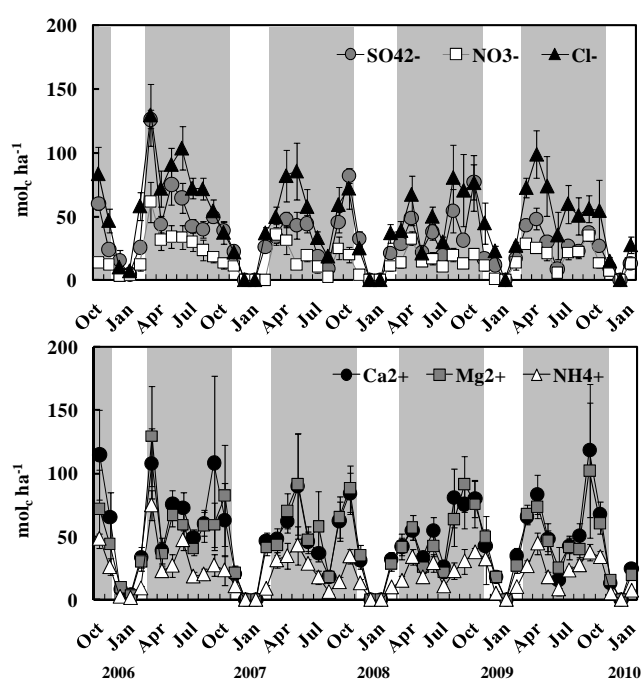 200
SO42- NO3- Cl-
150
mol_c ha⁻¹
100
50
0
Oct Jan Apr Jul Oct Jan Apr Jul Oct Jan Apr Jul Oct Jan Apr Jul Oct Jan
200
Ca2+ Mg2+ NH4+
150
mol_c ha⁻¹
100
50
0
Oct Jan Apr Jul Oct Jan Apr Jul Oct Jan Apr Jul Oct Jan Apr Jul Oct Jan
2006 2007 2008 2009 2010